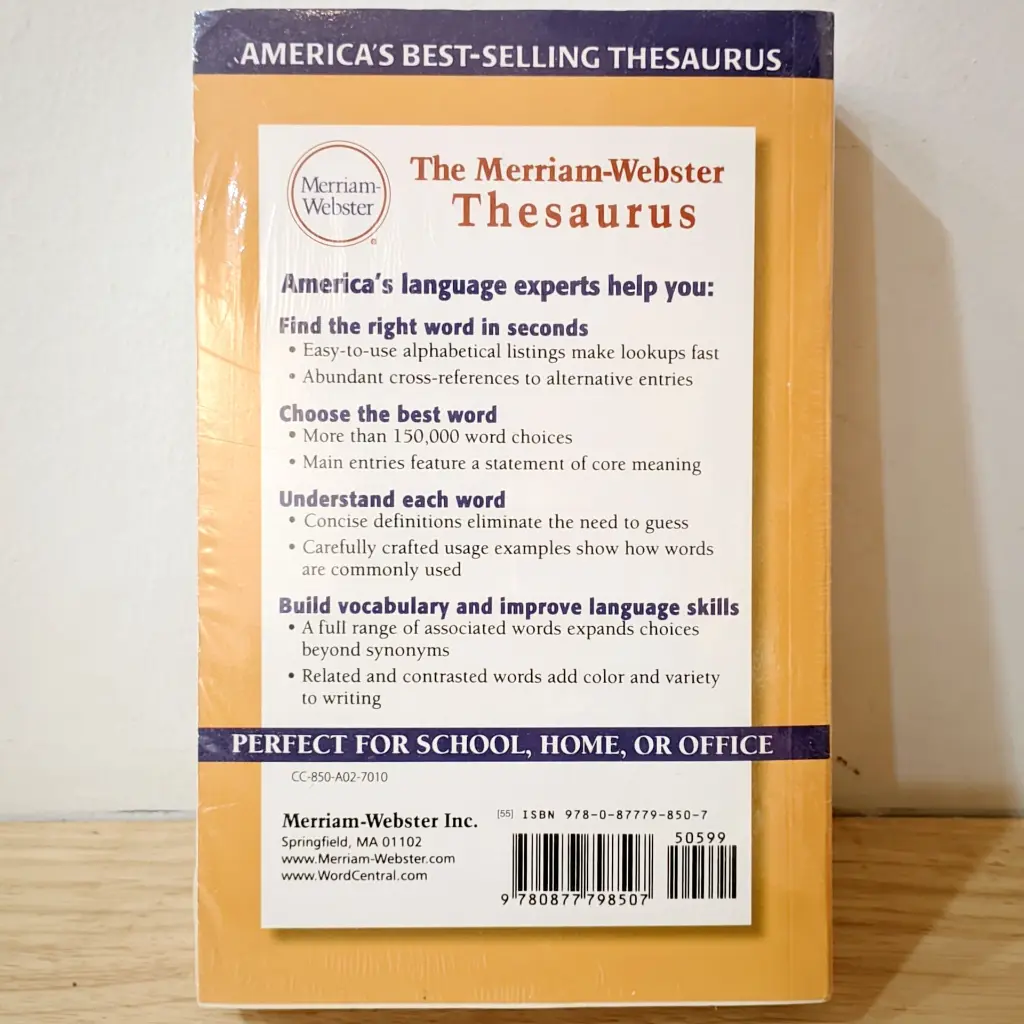 AMERICA'S BEST-SELLING THESAURUS
Merriam-
Webster
®
The Merriam-Webster
Thesaurus
America's language experts help you:
Find the right word in seconds
• Easy-to-use alphabetical listings make lookups fast
• Abundant cross-references to alternative entries
Choose the best word
• More than 150,000 word choices
• Main entries feature a statement of core meaning
Understand each word
• Concise definitions eliminate the need to guess
• Carefully crafted usage examples show how words
are commonly used
Build vocabulary and improve language skills
• A full range of associated words expands choices
beyond synonyms
• Related and contrasted words add color and variety
to writing
PERFECT FOR SCHOOL, HOME, OR OFFICE
CC-850-A02-7010
Merriam-Webster Inc.
Springfield, MA 01102
www.Merriam-Webster.com
www.WordCentral.com
[55] ISBN 978-0-87779-850-7
50599
9 780877 798507